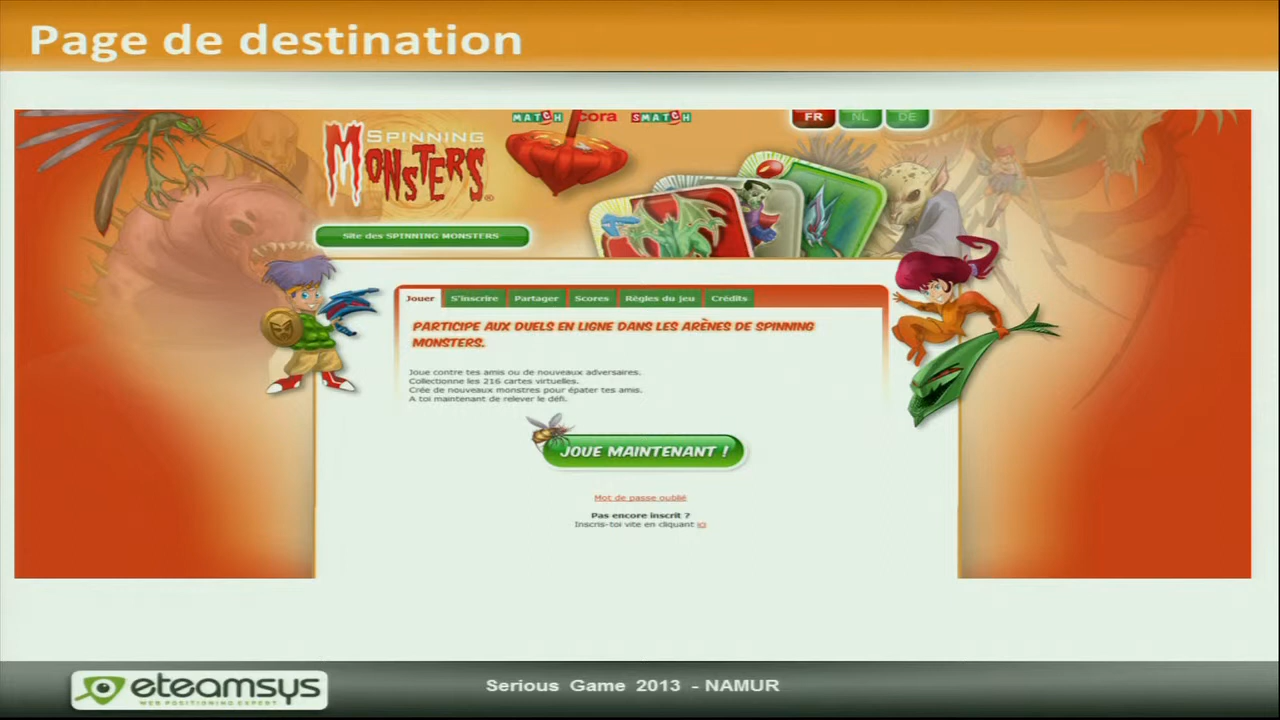 Page de destination
MATCH cora SMATCH
FR NL DE
SPINNING
MONSTERS
Site des SPINNING MONSTERS
Jouer S'inscrire Partager Scores Règles du jeu Crédits
PARTICIPE AUX DUELS EN LIGNE DANS LES ARÈNES DE SPINNING
MONSTERS.
Joue contre tes amis ou de nouveaux adversaires.
Collectionne les 216 cartes virtuelles.
Crée de nouveaux monstres pour épater tes amis.
A toi maintenant de relever le défi.
JOUE MAINTENANT !
Mot de passe oublié
Pas encore inscrit ?
Inscris-toi vite en cliquant ici
eteamsys
WEB POSITIONING EXPERT
Serious Game 2013 - NAMUR